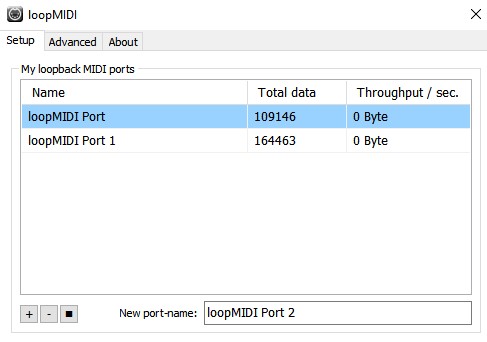 loopMIDI
Setup Advanced About
My loopback MIDI ports
Name Total data Throughput / sec.
loopMIDI Port 109146 0 Byte
loopMIDI Port 1 164463 0 Byte
+ - ■ New port-name: loopMIDI Port 2